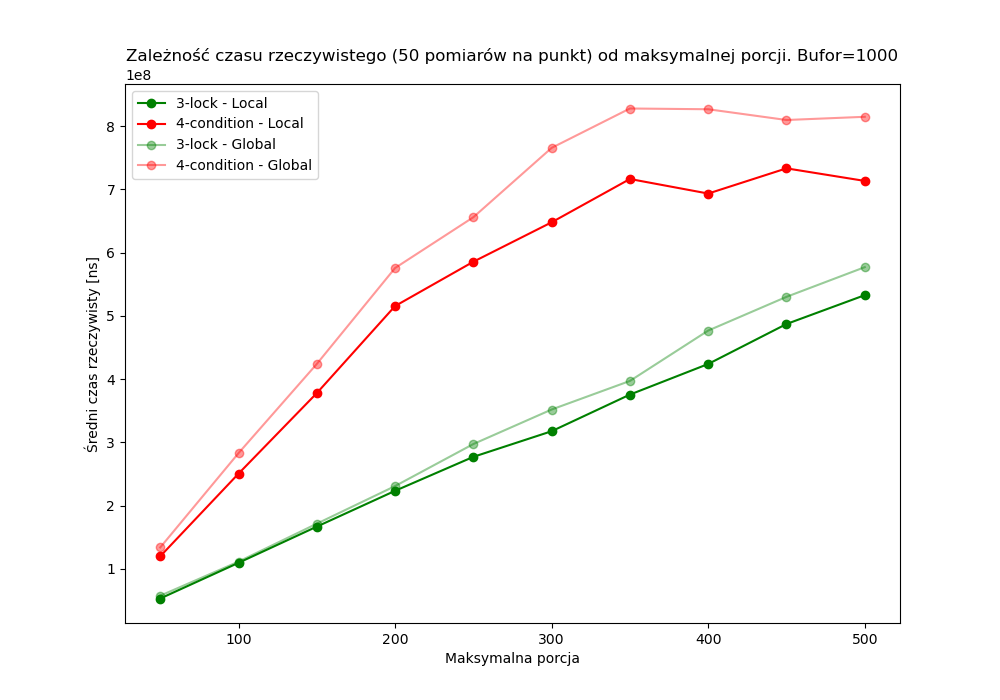 Zależność czasu rzeczywistego (50 pomiarów na punkt) od maksymalnej porcji. Bufor=1000
1e8
3-lock - Local
4-condition - Local
3-lock - Global
4-condition - Global
8
7
6
5
4
3
2
1
Średni czas rzeczywisty [ns]
100 200 300 400 500
Maksymalna porcja